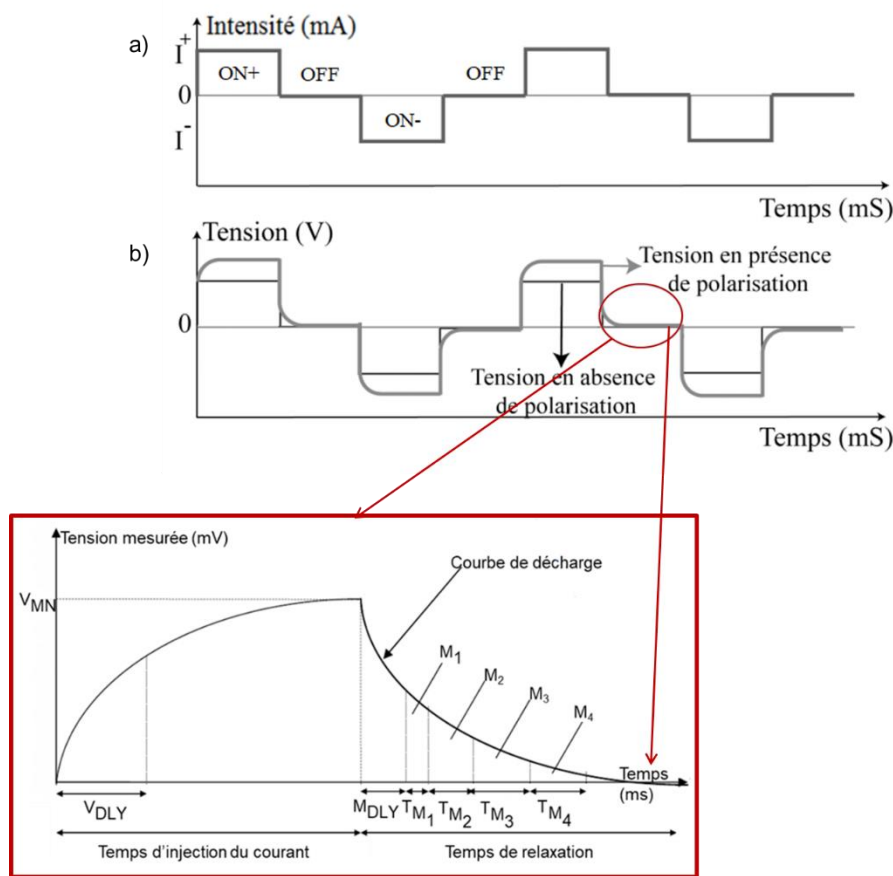 a)
Intensité (mA)
I+
ON+
OFF
OFF
0
ON-
I-
Temps (mS)
b)
Tension (V)
Tension en présence
de polarisation
0
Tension en absence
de polarisation
Temps (mS)
Tension mesurée (mV)
Courbe de décharge
VMN
M1
M2
M3
M4
Temps
(ms)
VDLY
MDLY
TM1
TM2
TM3
TM4
Temps d'injection du courant
Temps de relaxation